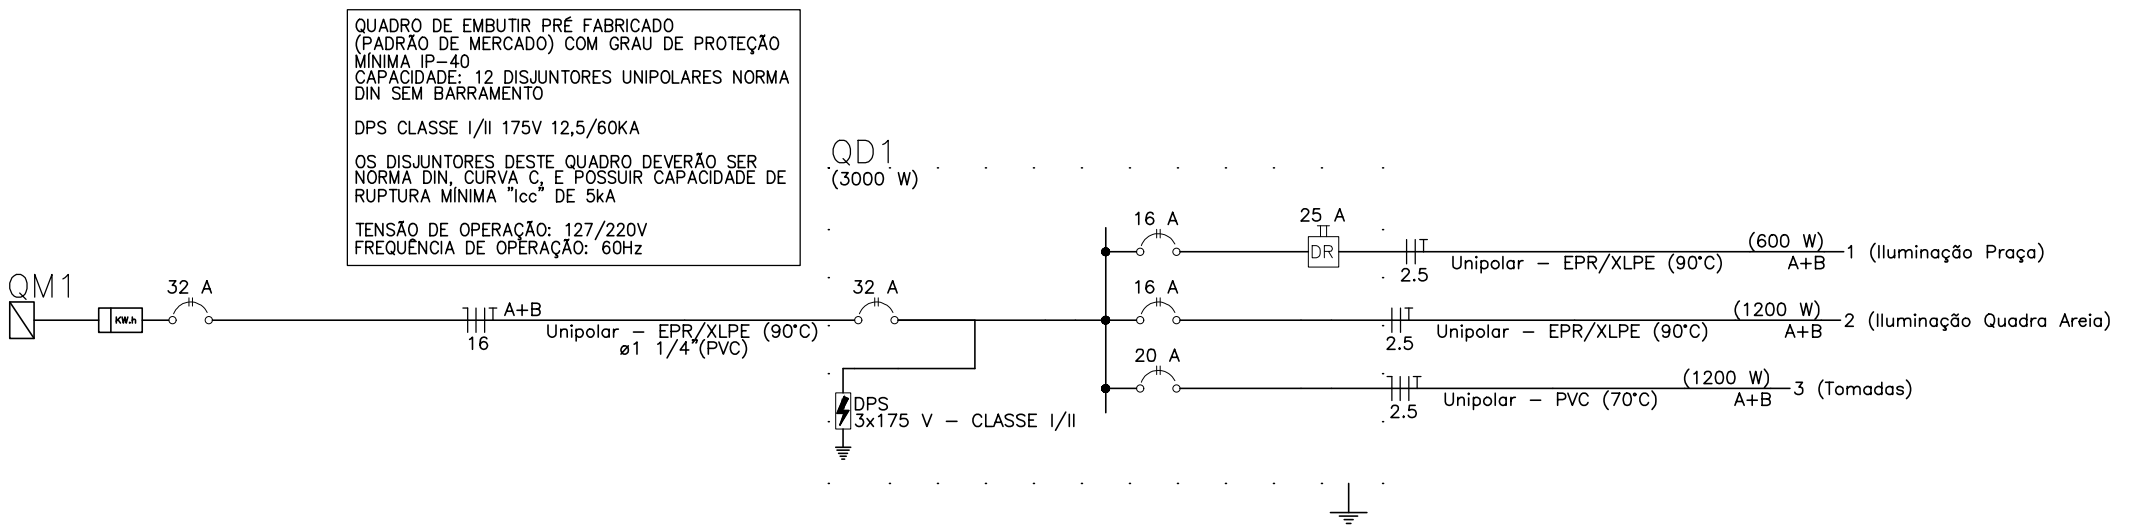 QUADRO DE EMBUTIR PRÉ FABRICADO
(PADRÃO DE MERCADO) COM GRAU DE PROTEÇÃO
MÍNIMA IP-40
CAPACIDADE: 12 DISJUNTORES UNIPOLARES NORMA
DIN SEM BARRAMENTO
DPS CLASSE I/II 175V 12,5/60KA
OS DISJUNTORES DESTE QUADRO DEVERÃO SER
NORMA DIN, CURVA C, E POSSUIR CAPACIDADE DE
RUPTURA MÍNIMA "Icc" DE 5kA
TENSÃO DE OPERAÇÃO: 127/220V
FREQUÊNCIA DE OPERAÇÃO: 60Hz
QM1
KW.h
32 A
A+B
16
Unipolar - EPR/XLPE (90°C)
ø1 1/4"(PVC)
QD1
(3000 W)
32 A
DPS
3x175 V - CLASSE I/II
16 A
25 A
DR
2.5
Unipolar - EPR/XLPE (90°C)
(600 W)
A+B
1 (Iluminação Praça)
16 A
2.5
Unipolar - EPR/XLPE (90°C)
(1200 W)
A+B
2 (Iluminação Quadra Areia)
20 A
2.5
Unipolar - PVC (70°C)
(1200 W)
A+B
3 (Tomadas)